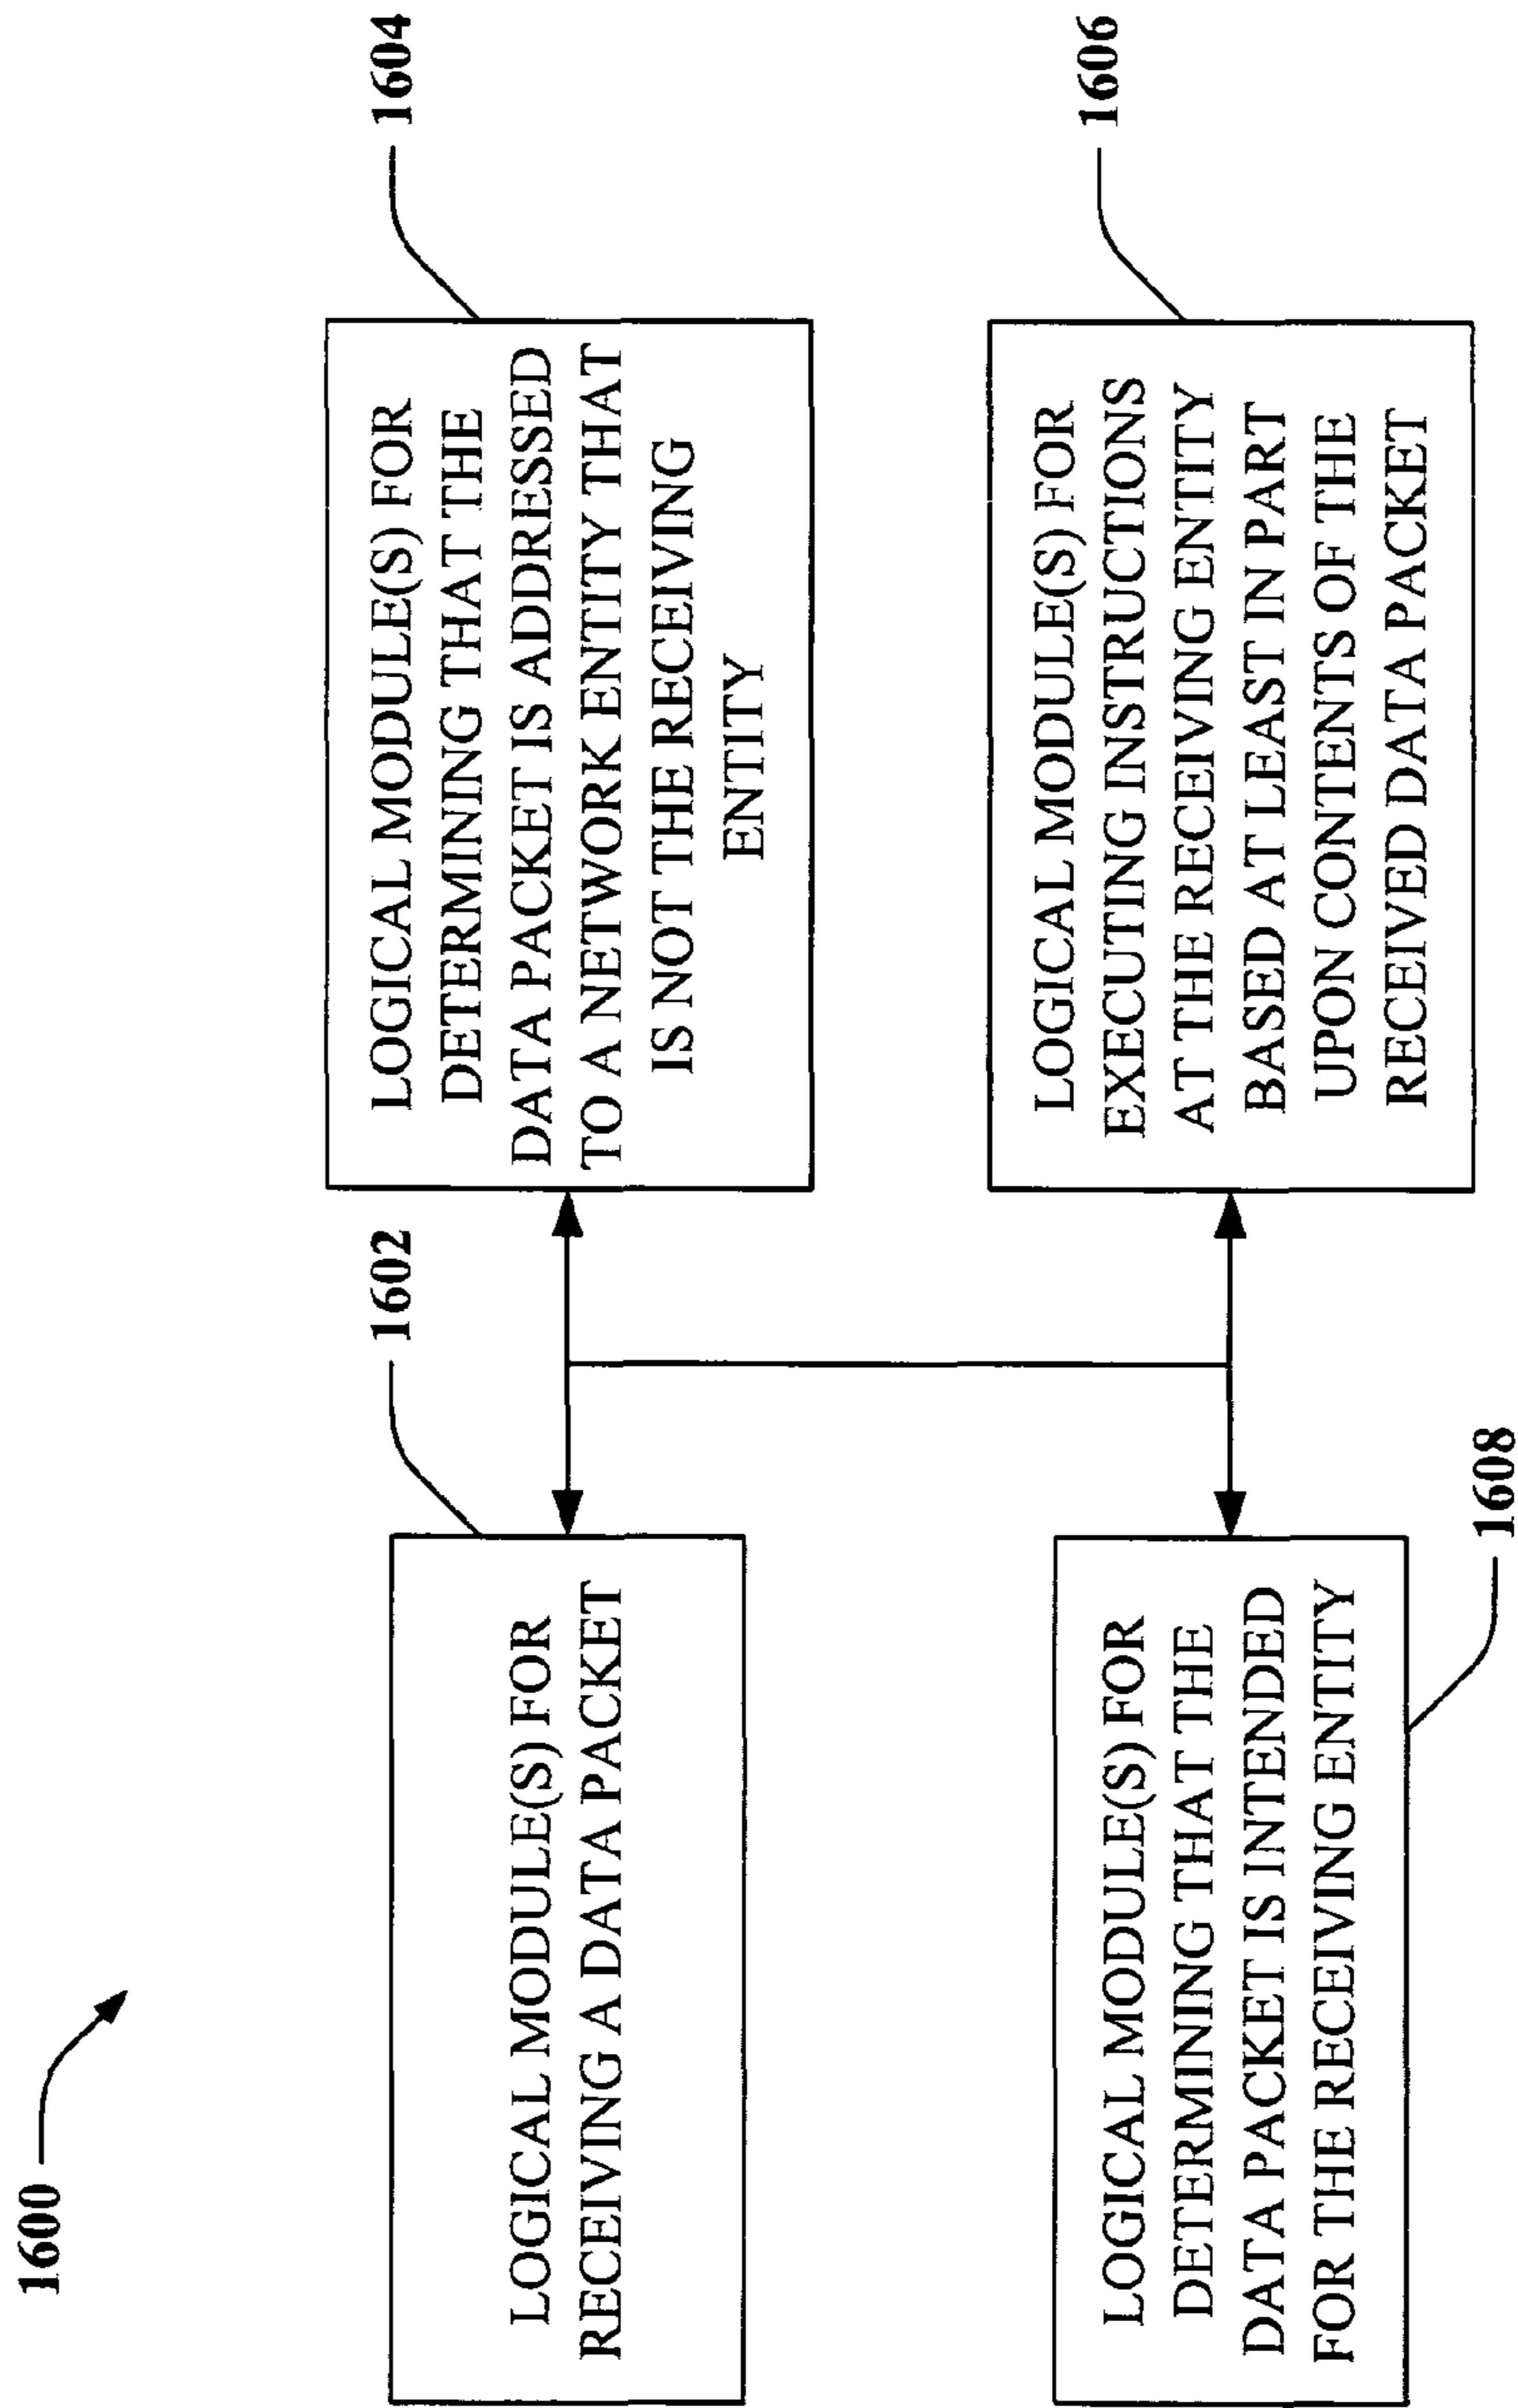 1600
1602
LOGICAL MODULE(S) FOR
RECEIVING A DATA PACKET
1604
LOGICAL MODULE(S) FOR
DETERMINING THAT THE
DATA PACKET IS ADDRESSED
TO A NETWORK ENTITY THAT
IS NOT THE RECEIVING
ENTITY
LOGICAL MODULE(S) FOR
DETERMINING THAT THE
DATA PACKET IS INTENDED
FOR THE RECEIVING ENTITY
1608
1606
LOGICAL MODULE(S) FOR
EXECUTING INSTRUCTIONS
AT THE RECEIVING ENTITY
BASED AT LEAST IN PART
UPON CONTENTS OF THE
RECEIVED DATA PACKET